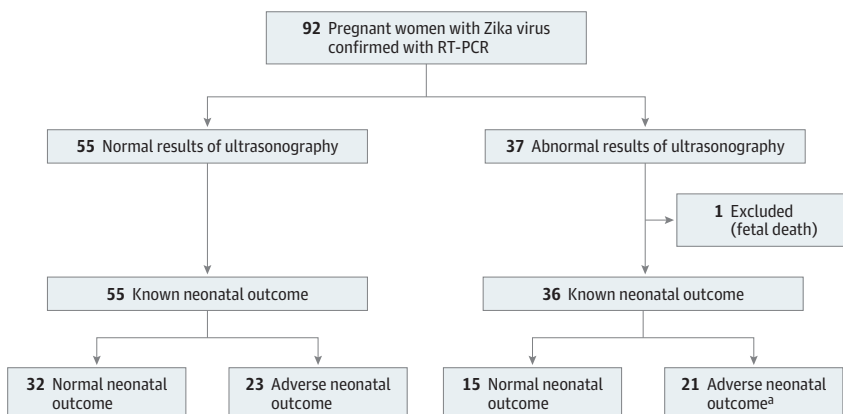 92 Pregnant women with Zika virus
confirmed with RT-PCR
55 Normal results of ultrasonography
37 Abnormal results of ultrasonography
1 Excluded
(fetal death)
55 Known neonatal outcome
36 Known neonatal outcome
32 Normal neonatal
outcome
23 Adverse neonatal
outcome
15 Normal neonatal
outcome
21 Adverse neonatal
outcomeᵃ